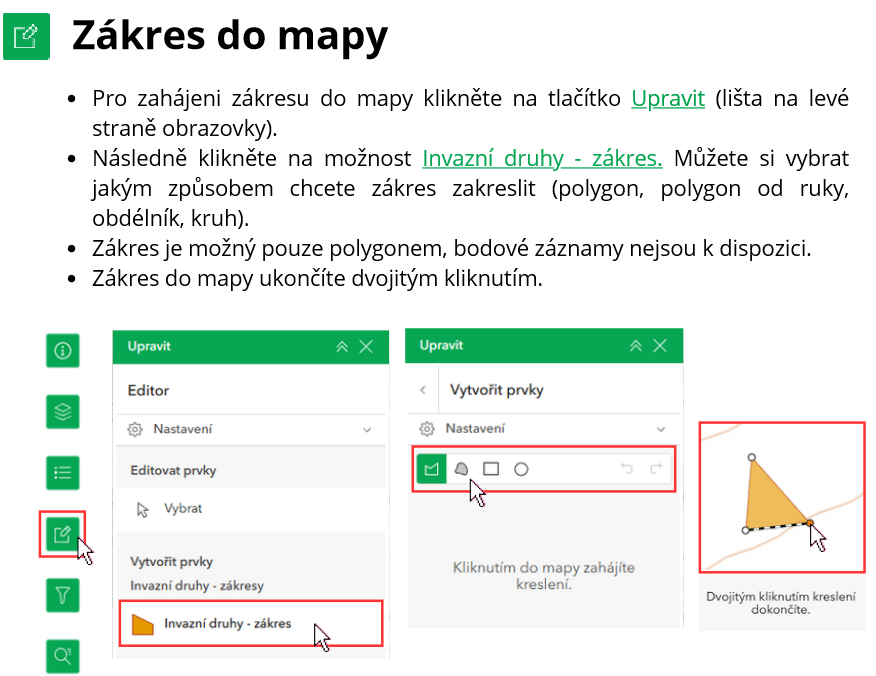 Zákres do mapy
Pro zahájeni zákresu do mapy klikněte na tlačítko Upravit (lišta na levé
straně obrazovky).
Následně klikněte na možnost Invazní druhy - zákres. Můžete si vybrat
jakým způsobem chcete zákres zakreslit (polygon, polygon od ruky,
obdélník, kruh).
Zákres je možný pouze polygonem, bodové záznamy nejsou k dispozici.
Zákres do mapy ukončíte dvojitým kliknutím.
Upravit
Editor
Nastavení
Editovat prvky
Vybrat
Vytvořit prvky
Invazní druhy - zákresy
Invazní druhy - zákres
Upravit
Vytvořit prvky
Nastavení
Kliknutím do mapy zahájíte
kreslení.
Dvojitým kliknutím kreslení
dokončíte.